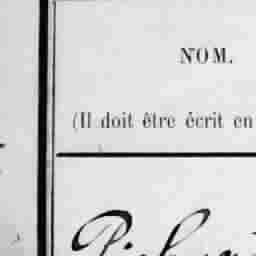 NOM.
(Il doit être écrit en